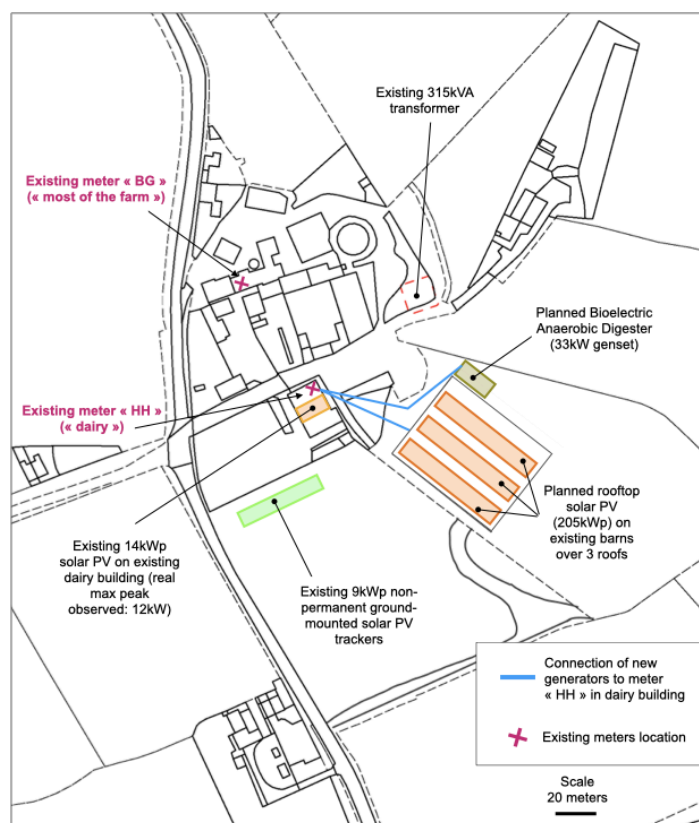 Existing 315kVA
transformer
Existing meter « BG »
(« most of the farm »)
Planned Bioelectric
Anaerobic Digester
(33kW genset)
Existing meter « HH »
(« dairy »)
Planned rooftop
solar PV
(205kWp) on
existing barns
over 3 roofs
Existing 14kWp
solar PV on existing
dairy building (real
max peak
observed: 12kW)
Existing 9kWp non-
permanent ground-
mounted solar PV
trackers
Connection of new
generators to meter
« HH » in dairy building
Existing meters location
Scale
20 meters